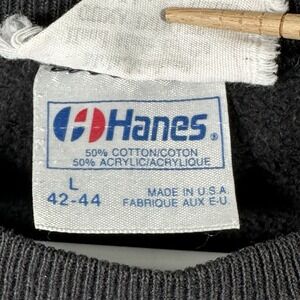 Hanes®
50% COTTON/COTON
50% ACRYLIC/ACRYLIQUE
L
42-44
MADE IN U.S.A.
FABRIQUE AUX E-U.